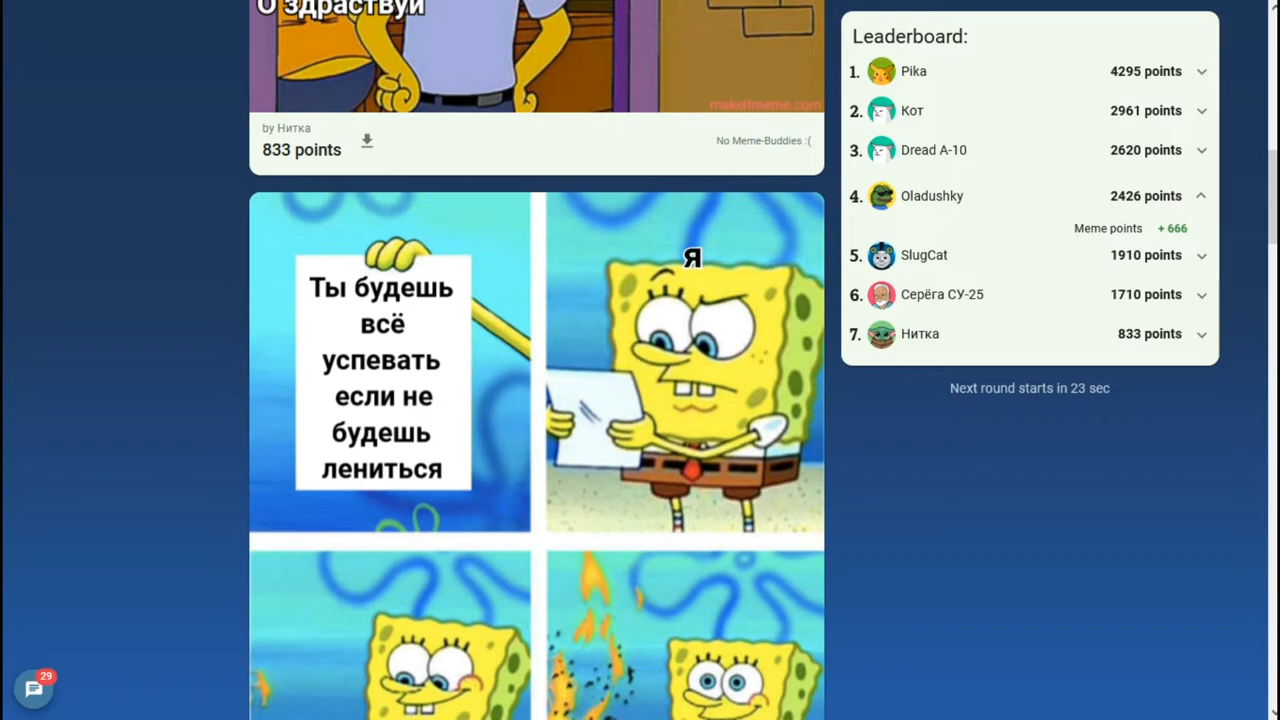 О здраствуй
makeitmeme.com
by Нитка
833 points
No Meme-Buddies :(
Ты будешь
всё
успевать
если не
будешь
лениться
я
Leaderboard:
1. Pika 4295 points
2. Кот 2961 points
3. Dread A-10 2620 points
4. Oladushky 2426 points
Meme points + 666
5. SlugCat 1910 points
6. Серёга СУ-25 1710 points
7. Нитка 833 points
Next round starts in 23 sec
29